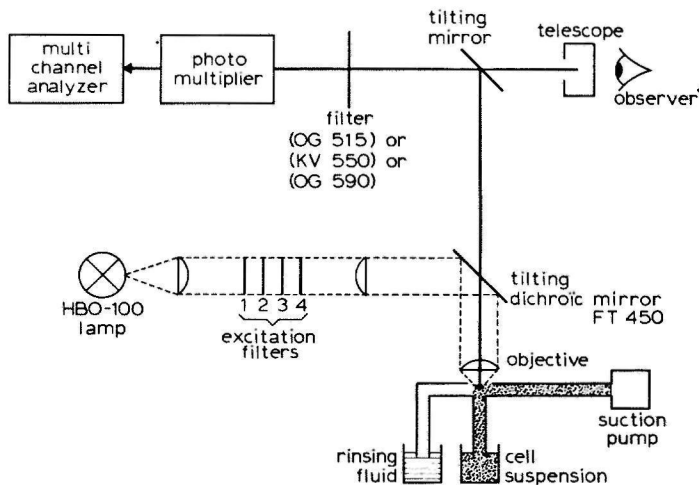 multi
channel
analyzer
photo
multiplier
tilting
mirror
telescope
observer
filter
(OG 515) or
(KV 550) or
(OG 590)
HBO-100
lamp
1 2 3 4
excitation
filters
tilting
dichroïc mirror
FT 450
objective
rinsing
fluid
cell
suspension
suction
pump